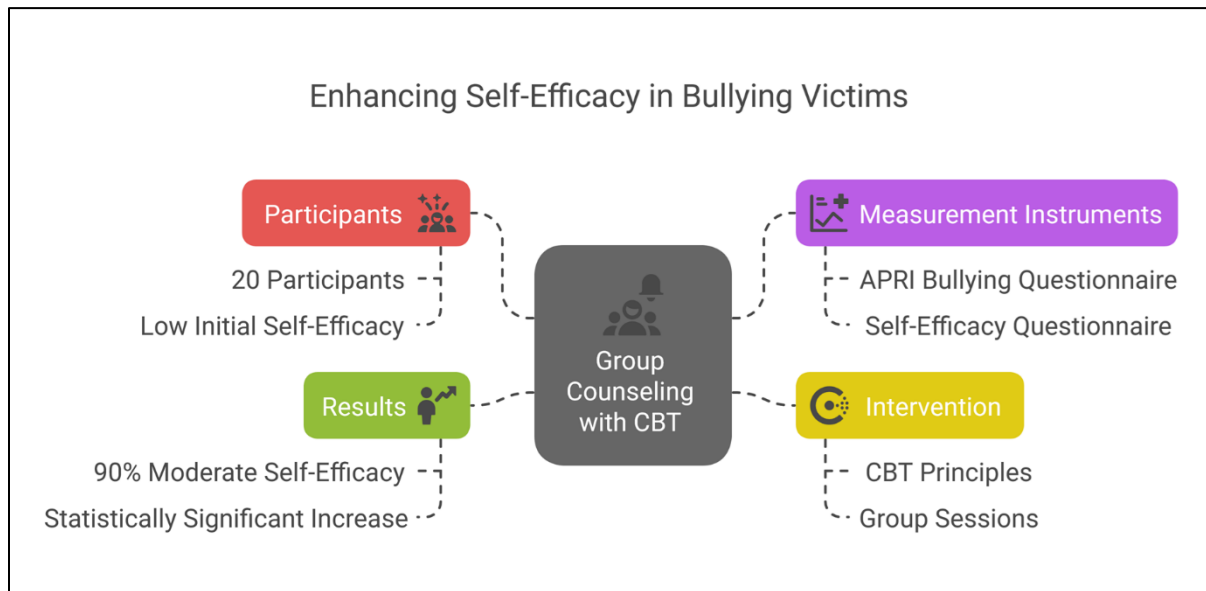 Enhancing Self-Efficacy in Bullying Victims
Participants
20 Participants
Low Initial Self-Efficacy
Results
90% Moderate Self-Efficacy
Statistically Significant Increase
Group
Counseling
with CBT
Measurement Instruments
APRI Bullying Questionnaire
Self-Efficacy Questionnaire
Intervention
CBT Principles
Group Sessions